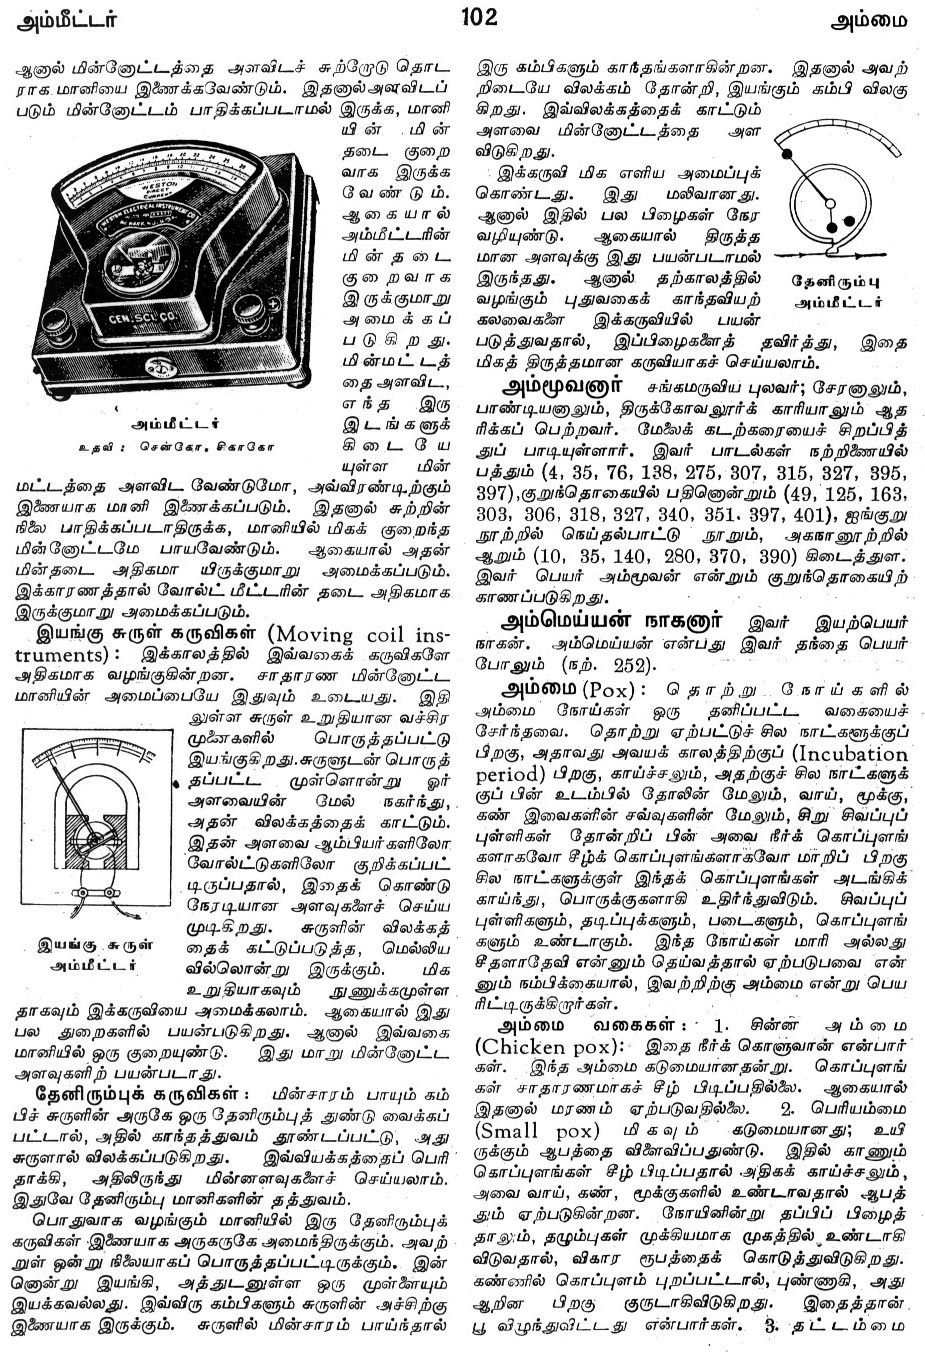 அம்மீட்டர்
102
அம்மை
ஆனால் மின்னோட்டத்தை அளவிடச் சுற்றோடு தொட
ராக மானியை இணைக்கவேண்டும். இதனால் அளவிடப்
படும் மின்னோட்டம் பாதிக்கப்படாமல் இருக்க, மானி
யின் மின்
தடை குறை
வாக இருக்க
வேண்டும்.
ஆகையால்
அம்மீட்டரின்
மின்தடை
குறைவாக
இருக்குமாறு
அமைக்கப்
படுகிறது.
மின்மட்டத்
தை அளவிட,
எந்த இரு
இடங்களுக்
கிடையே
யுள்ள மின்
WESTON
DIRECT
CURRENT
WESTON ELECTRICAL INSTRUMENT CO.
GEN. SCI. CO.
அம்மீட்டர்
உதவி : சென்கோ. சிகாகோ
மட்டத்தை அளவிட வேண்டுமோ, அவ்விரண்டிற்கும்
இணையாக மானி இணைக்கப்படும். இதனால் சுற்றின்
நிலை பாதிக்கப்படாதிருக்க, மானியில் மிகக் குறைந்த
மின்னோட்டமே பாயவேண்டும். ஆகையால் அதன்
மின்தடை அதிகமா யிருக்குமாறு அமைக்கப்படும்.
இக்காரணத்தால் வோல்ட் மீட்டரின் தடை அதிகமாக
இருக்குமாறு அமைக்கப்படும்.
இயங்கு சுருள் கருவிகள் (Moving coil ins-
truments) : இக்காலத்தில் இவ்வகைக் கருவிகளே
அதிகமாக வழங்குகின்றன. சாதாரண மின்னோட்ட
மானியின் அமைப்பையே இதுவும் உடையது. இதி
லுள்ள சுருள் உறுதியான வச்சிர
முனைகளில் பொருத்தப்பட்டு
இயங்குகிறது. சுருளுடன் பொருத்
தப்பட்ட முள்ளொன்று ஓர்
அளவையின் மேல் நகர்ந்து,
அதன் விலக்கத்தைக் காட்டும்.
இதன் அளவை ஆம்பியர்களிலோ
வோல்ட்டுகளிலோ குறிக்கப்பட்
டிருப்பதால், இதைக் கொண்டு
நேரடியான அளவுகளைச் செய்ய
முடிகிறது. சுருளின் விலக்கத்
தைக் கட்டுப்படுத்த, மெல்லிய
வில்லொன்று இருக்கும். மிக
உறுதியாகவும் நுணுக்கமுள்ள
இயங்கு சுருள்
அம்மீட்டர்
தாகவும் இக்கருவியை அமைக்கலாம். ஆகையால் இது
பல துறைகளில் பயன்படுகிறது. ஆனால் இவ்வகை
மானியில் ஒரு குறையுண்டு. இது மாறு மின்னோட்ட
அளவுகளிற் பயன்படாது.
தேனிரும்புக் கருவிகள் : மின்சாரம் பாயும் கம்
பிச் சுருளின் அருகே ஒரு தேனிரும்புத் துண்டு வைக்கப்
பட்டால், அதில் காந்தத்துவம் தூண்டப்பட்டு, அது
சுருளால் விலக்கப்படுகிறது. இவ்வியக்கத்தைப் பெரி
தாக்கி, அதிலிருந்து மின்னளவுகளைச் செய்யலாம்.
இதுவே தேனிரும்பு மானிகளின் தத்துவம்.
பொதுவாக வழங்கும் மானியில் இரு தேனிரும்புக்
கருவிகள் இணையாக அருகருகே அமைந்திருக்கும். அவற்
றுள் ஒன்று நிலையாகப் பொருத்தப்பட்டிருக்கும். இன்
னொன்று இயங்கி, அத்துடனுள்ள ஒரு முள்ளையும்
இயக்கவல்லது. இவ்விரு கம்பிகளும் சுருளின் அச்சிற்கு
இணையாக இருக்கும். சுருளில் மின்சாரம் பாய்ந்தால்
இரு கம்பிகளும் காந்தங்களாகின்றன. இதனால் அவற்
றிடையே விலக்கம் தோன்றி, இயங்கும் கம்பி விலகு
கிறது. இவ்விலக்கத்தைக் காட்டும்
அளவை மின்னோட்டத்தை அள
விடுகிறது.
இக்கருவி மிக எளிய அமைப்புக்
கொண்டது. இது மலிவானது.
ஆனால் இதில் பல பிழைகள் நேர
வழியுண்டு. ஆகையால் திருத்த
மான அளவுக்கு இது பயன்படாமல்
இருந்தது. ஆனால் தற்காலத்தில்
வழங்கும் புதுவகைக் காந்தவியற்
கலவைகளை இக்கருவியில் பயன்
தேனிரும்பு
அம்மீட்டர்
படுத்துவதால், இப்பிழைகளைத் தவிர்த்து, இதை
மிகத் திருத்தமான கருவியாகச் செய்யலாம்.
அம்மூவனார் சங்கமருவிய புலவர்; சேரனாலும்,
பாண்டியனாலும், திருக்கோவலூர்க் காரியாலும் ஆத
ரிக்கப் பெற்றவர். மேலைக் கடற்கரையைச் சிறப்பித்
துப் பாடியுள்ளார். இவர் பாடல்கள் நற்றிணையில்
பத்தும் (4, 35, 76, 138, 275, 307, 315, 327, 395,
397),குறுந்தொகையில் பதினொன்றும் (49, 125, 163,
303, 306, 318, 327, 340, 351. 397, 401), ஐங்குறு
நூற்றில் நெய்தல்பாட்டு நூறும், அகநானூற்றில்
ஆறும் (10, 35, 140, 280, 370, 390) கிடைத்துள.
இவர் பெயர் அம்மூவன் என்றும் குறுந்தொகையிற்
காணப்படுகிறது.
அம்மெய்யன் நாகனார் இவர் இயற்பெயர்
நாகன். அம்மெய்யன் என்பது இவர் தந்தை பெயர்
போலும் (நற். 252).
அம்மை (Pox) : தொற்று நோய்களில்
அம்மை நோய்கள் ஒரு தனிப்பட்ட வகையைச்
சேர்ந்தவை. தொற்று ஏற்பட்டுச் சில நாட்களுக்குப்
பிறகு, அதாவது அவயக் காலத்திற்குப் (Incubation
period) பிறகு, காய்ச்சலும், அதற்குச் சில நாட்களுக்
குப் பின் உடம்பில் தோலின் மேலும், வாய், மூக்கு,
கண் இவைகளின் சவ்வுகளின் மேலும், சிறு சிவப்புப்
புள்ளிகள் தோன்றிப் பின் அவை நீர்க் கொப்புளங்
களாகவோ சீழ்க் கொப்புளங்களாகவோ மாறிப் பிறகு
சில நாட்களுக்குள் இந்தக் கொப்புளங்கள் அடங்கிக்
காய்ந்து, பொருக்குகளாகி உதிர்ந்துவிடும். சிவப்புப்
புள்ளிகளும், தடிப்புக்களும், படைகளும், கொப்புளங்
களும் உண்டாகும். இந்த நோய்கள் மாரி அல்லது
சீதளாதேவி என்னும் தெய்வத்தால் ஏற்படுபவை என்
னும் நம்பிக்கையால், இவற்றிற்கு அம்மை என்று பெய
ரிட்டிருக்கிறார்கள்.
அம்மை வகைகள் : 1. சின்ன அம்மை
(Chicken pox): இதை நீர்க் கொளுவான் என்பார்
கள். இந்த அம்மை கடுமையானதன்று. கொப்புளங்
கள் சாதாரணமாகச் சீழ் பிடிப்பதில்லை. ஆகையால்
இதனால் மரணம் ஏற்படுவதில்லை. 2. பெரியம்மை
(Small pox) மிகவும் கடுமையானது; உயி
ருக்கும் ஆபத்தை விளைவிப்பதுண்டு. இதில் காணும்
கொப்புளங்கள் சீழ் பிடிப்பதால் அதிகக் காய்ச்சலும்,
அவை வாய், கண், மூக்குகளில் உண்டாவதால் ஆபத்
தும் ஏற்படுகின்றன. நோயினின்று தப்பிப் பிழைத்
தாலும், தழும்புகள் முக்கியமாக முகத்தில் உண்டாகி
விடுவதால், விகார ரூபத்தைக் கொடுத்துவிடுகிறது.
கண்ணில் கொப்புளம் புறப்பட்டால், புண்ணாகி, அது
ஆறின பிறகு குருடாகிவிடுகிறது. இதைத்தான்
பூ விழுந்துவிட்டது என்பார்கள். 3. தட்டம்மை